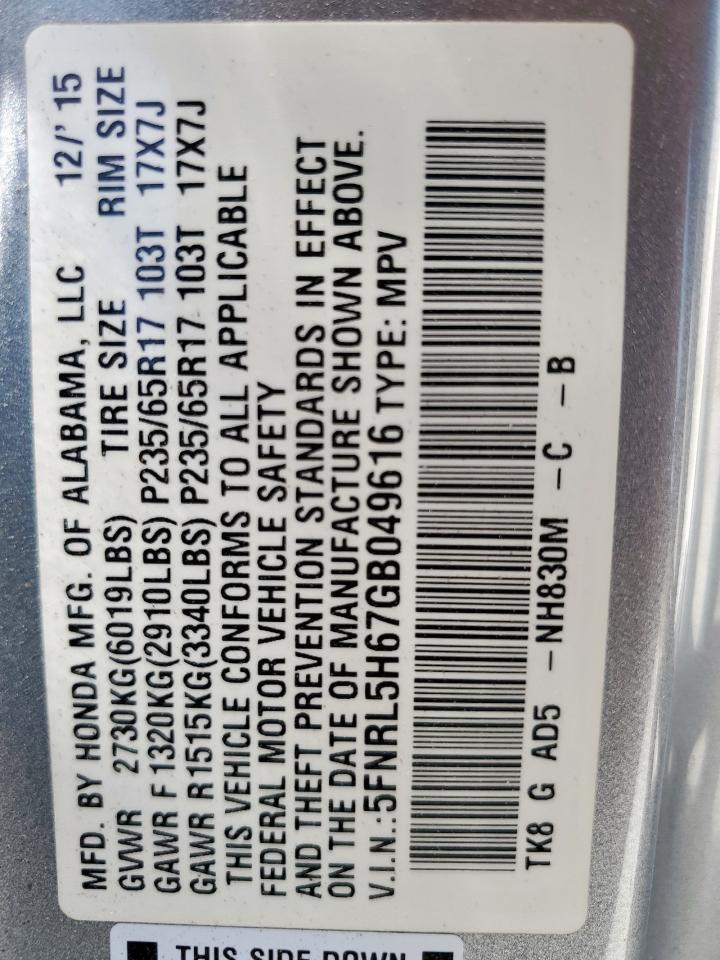 MFD. BY HONDA MFG. OF ALABAMA, LLC 12/' 15
GVWR 2730KG(6019LBS) TIRE SIZE RIM SIZE
GAWR F 1320KG(2910LBS) P235/65R17 103T 17X7J
GAWR R1515KG(3340LBS) P235/65R17 103T 17X7J
THIS VEHICLE CONFORMS TO ALL APPLICABLE
FEDERAL MOTOR VEHICLE SAFETY
AND THEFT PREVENTION STANDARDS IN EFFECT
ON THE DATE OF MANUFACTURE SHOWN ABOVE.
V.I.N.:5FNRL5H67GB049616 TYPE: MPV
TK8 G AD5 -NH830M -C -B
THIS SIDE DOWN